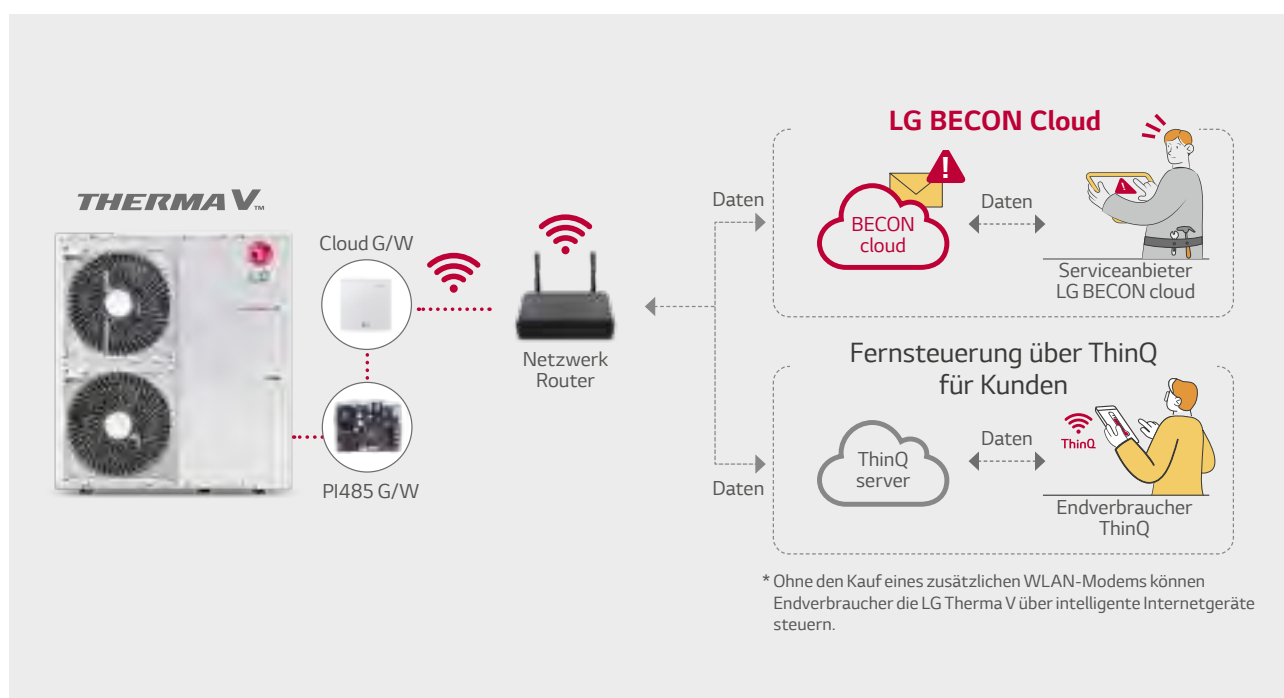 THERMA V™
Cloud G/W
PI485 G/W
Netzwerk
Router
Daten
LG BECON Cloud
BECON
cloud
Daten
Serviceanbieter
LG BECON cloud
Daten
Fernsteuerung über ThinQ
für Kunden
ThinQ
server
Daten
ThinQ
Endverbraucher
ThinQ
* Ohne den Kauf eines zusätzlichen WLAN-Modems können
Endverbraucher die LG Therma V über intelligente Internetgeräte
steuern.